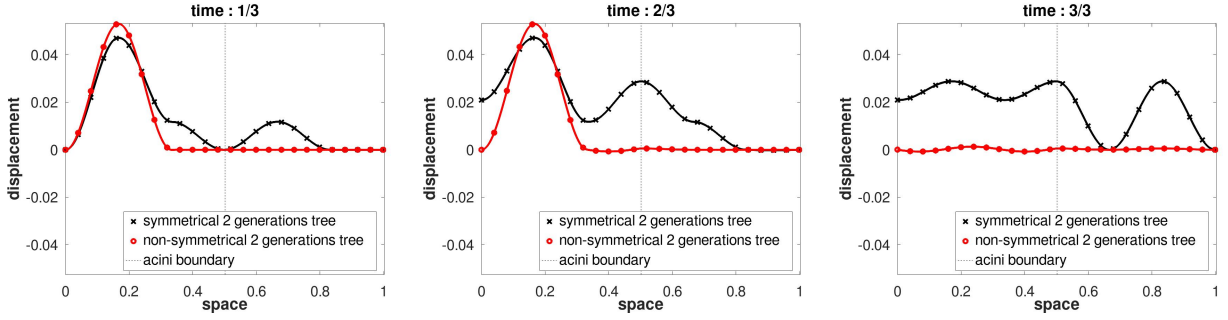 time : 1/3
displacement
0.04
0.02
0
-0.02
-0.04
symmetrical 2 generations tree
non-symmetrical 2 generations tree
acini boundary
0 0.2 0.4 0.6 0.8 1
space
time : 2/3
displacement
0.04
0.02
0
-0.02
-0.04
symmetrical 2 generations tree
non-symmetrical 2 generations tree
acini boundary
0 0.2 0.4 0.6 0.8 1
space
time : 3/3
displacement
0.04
0.02
0
-0.02
-0.04
symmetrical 2 generations tree
non-symmetrical 2 generations tree
acini boundary
0 0.2 0.4 0.6 0.8 1
space